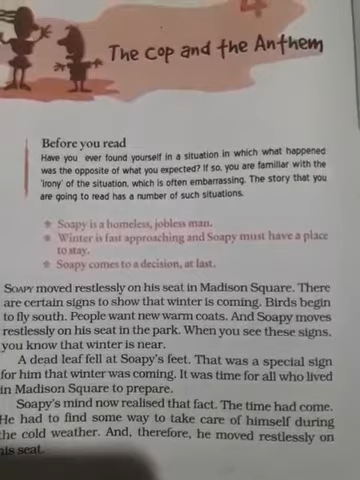 4
The Cop and the Anthem
Before you read
Have you ever found yourself in a situation in which what happened
was the opposite of what you expected? If so, you are familiar with the
'irony' of the situation, which is often embarrassing. The story that you
are going to read has a number of such situations.
Soapy is a homeless, jobless man.
Winter is fast approaching and Soapy must have a place
to stay.
Soapy comes to a decision, at last.
SOAPY moved restlessly on his seat in Madison Square. There
are certain signs to show that winter is coming. Birds begin
to fly south. People want new warm coats. And Soapy moves
restlessly on his seat in the park. When you see these signs,
you know that winter is near.
A dead leaf fell at Soapy's feet. That was a special sign
for him that winter was coming. It was time for all who lived
in Madison Square to prepare.
Soapy's mind now realised that fact. The time had come.
He had to find some way to take care of himself during
the cold weather. And, therefore, he moved restlessly on
his seat.